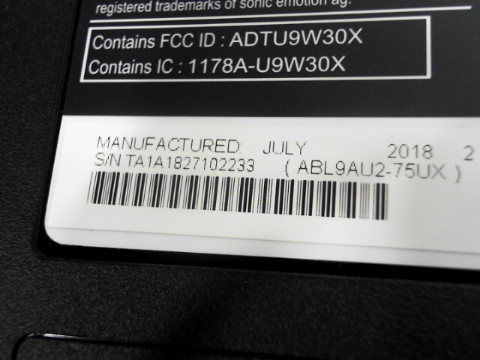 registered trademarks of sonic emotion ag.
Contains FCC ID : ADTU9W30X
Contains IC : 1178A-U9W30X
MANUFACTURED: JULY 2018 2
S/N TA1A1827102233 ( ABL9AU2-75UX )